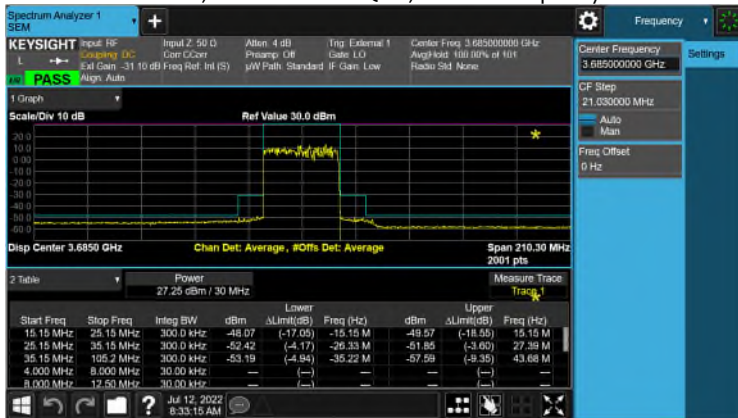 Spectrum Analyzer 1
SEM
Frequency
KEYSIGHT
L
PASS
Input: RF
Coupling: DC
Ext Gain: -31.10 dB
Align: Auto
Input Z: 50 Ω
Corr CCorr
Freq Ref: Int (S)
Atten: 4 dB
Preamp: Off
µW Path: Standard
Trig: External 1
Gate: LO
IF Gain: Low
Center Freq: 3.685000000 GHz
Avg|Hold: 100.00% of 101
Radio Std: None
Center Frequency
3.685000000 GHz
Settings
CF Step
21.030000 MHz
Auto
Man
Freq Offset
0 Hz
1 Graph
Scale/Div 10 dB
Ref Value 30.0 dBm
20.0
10.0
0.00
-10.0
-20.0
-30.0
-40.0
-50.0
-60.0
Disp Center 3.6850 GHz
Chan Det: Average, #Offs Det: Average
Span 210.30 MHz
2001 pts
2 Table
Power
27.25 dBm / 30 MHz
Measure Trace
Trace 1
Lower
Upper
Start Freq Stop Freq Integ BW dBm ΔLimit(dB) Freq (Hz) dBm ΔLimit(dB) Freq (Hz)
15.15 MHz 25.15 MHz 300.0 kHz -48.07 (-17.05) -15.15 M -49.57 (-18.55) 15.15 M
25.15 MHz 35.15 MHz 300.0 kHz -52.42 (-4.17) -26.33 M -51.85 (-3.60) 27.39 M
35.15 MHz 105.2 MHz 300.0 kHz -53.19 (-4.94) -35.22 M -57.59 (-9.35) 43.68 M
4.000 MHz 8.000 MHz 30.00 kHz — (—) — — (—) —
8.000 MHz 12.50 MHz 30.00 kHz — (—) — — (—) —
?
Jul 12, 2022
8:33:15 AM